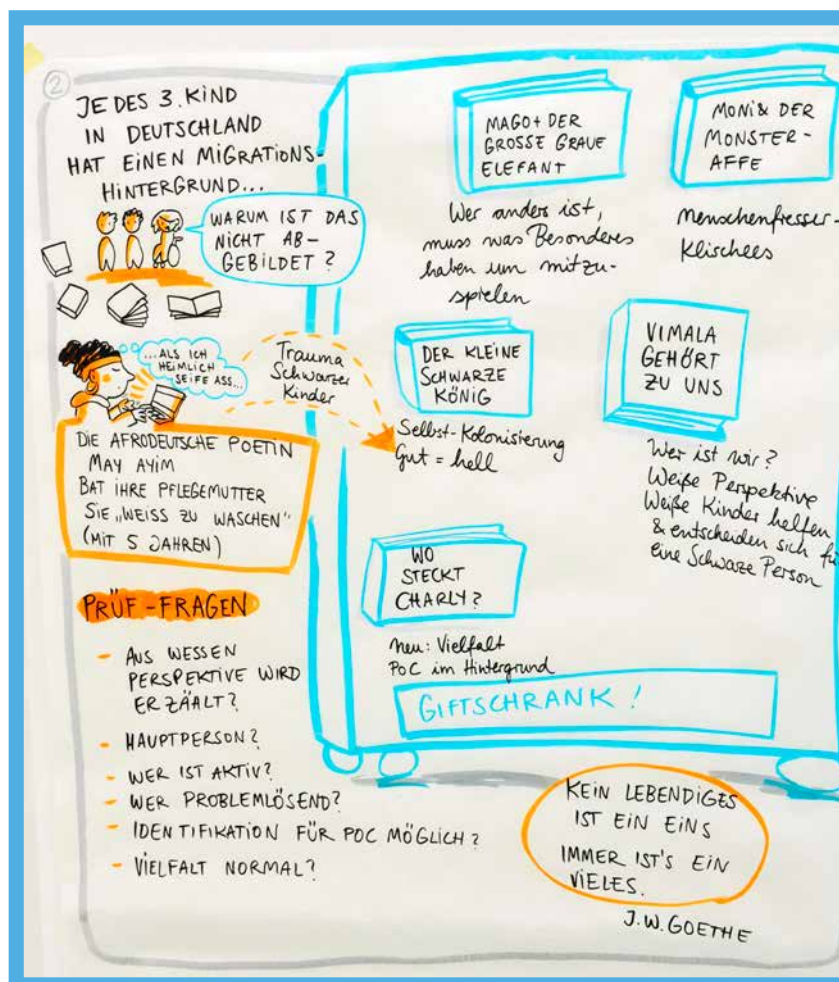 2
JEDES 3. KIND
IN DEUTSCHLAND
HAT EINEN MIGRATIONS-
HINTERGRUND...
WARUM IST DAS
NICHT AB-
GEBILDET?
...ALS ICH
HEIMLICH
SEIFE ASS...
Trauma
Schwarzer
Kinder
DIE AFRODEUTSCHE POETIN
MAY AYIM
BAT IHRE PFLEGEMUTTER
SIE „WEISS ZU WASCHEN“
(MIT 5 JAHREN)
PRÜF-FRAGEN
- AUS WESSEN
PERSPEKTIVE WIRD
ERZÄALT?
- HAUPTPERSON?
- WER IST AKTIV?
- WER PROBLEMLÖSEND?
- IDENTIFIKATION FÜR POC MÖGLICH?
- VIELFALT NORMAL?
MAGO + DER
GROSSE GRAUE
ELEFANT
Wer anders ist,
muss was Besonderes
haben um mitzu-
spielen
MONI & DER
MONSTER-
AFFE
Menschenfresser-
Klischees
DER KLEINE
SCHWARZE
KÖNIG
Selbst-Kolonisierung
Gut = hell
VIMALA
GEHÖRT
ZU UNS
Wer ist wir?
Weiße Perspektive
Weiße Kinder helfen
& entscheiden sich fü
eine Schwarze Person
WO
STECKT
CHARLY?
neu: Vielfalt
PoC im Hintergrund
GIFTSCHRANK!
KEIN LEBENDIGES
IST EIN EINS
IMMER IST'S EIN
VIELES.
J.W. GOETHE